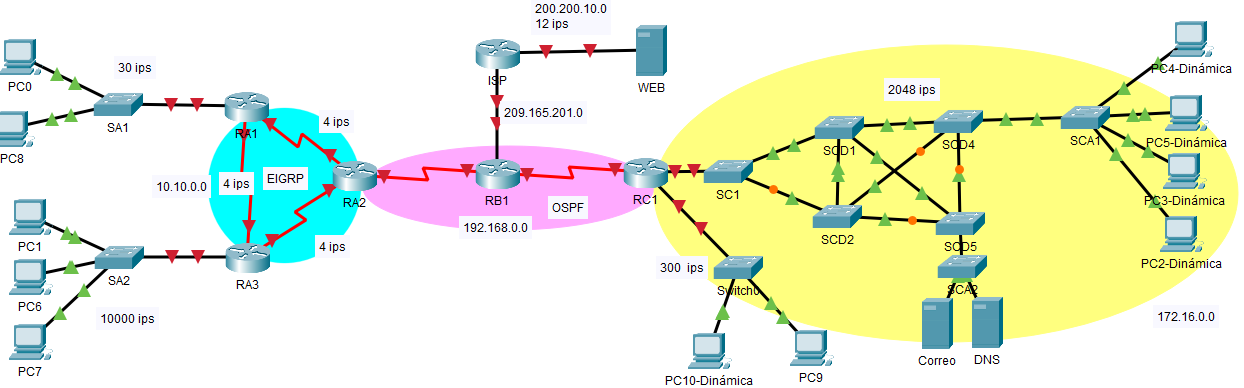 200.200.10.0
12 ips
ISP
WEB
209.165.201.0
PC0
PC8
30 ips
SA1
RA1
4 ips
4 ips
EIGRP
10.10.0.0
RA2
4 ips
RA3
PC1
PC6
PC7
SA2
10000 ips
RB1
OSPF
192.168.0.0
RC1
SC1
SCD1
SCD2
2048 ips
SCD4
SCD5
SCA1
PC4-Dinámica
PC5-Dinámica
PC3-Dinámica
PC2-Dinámica
SCA2
Correo
DNS
172.16.0.0
300 ips
Switch0
PC10-Dinámica
PC9